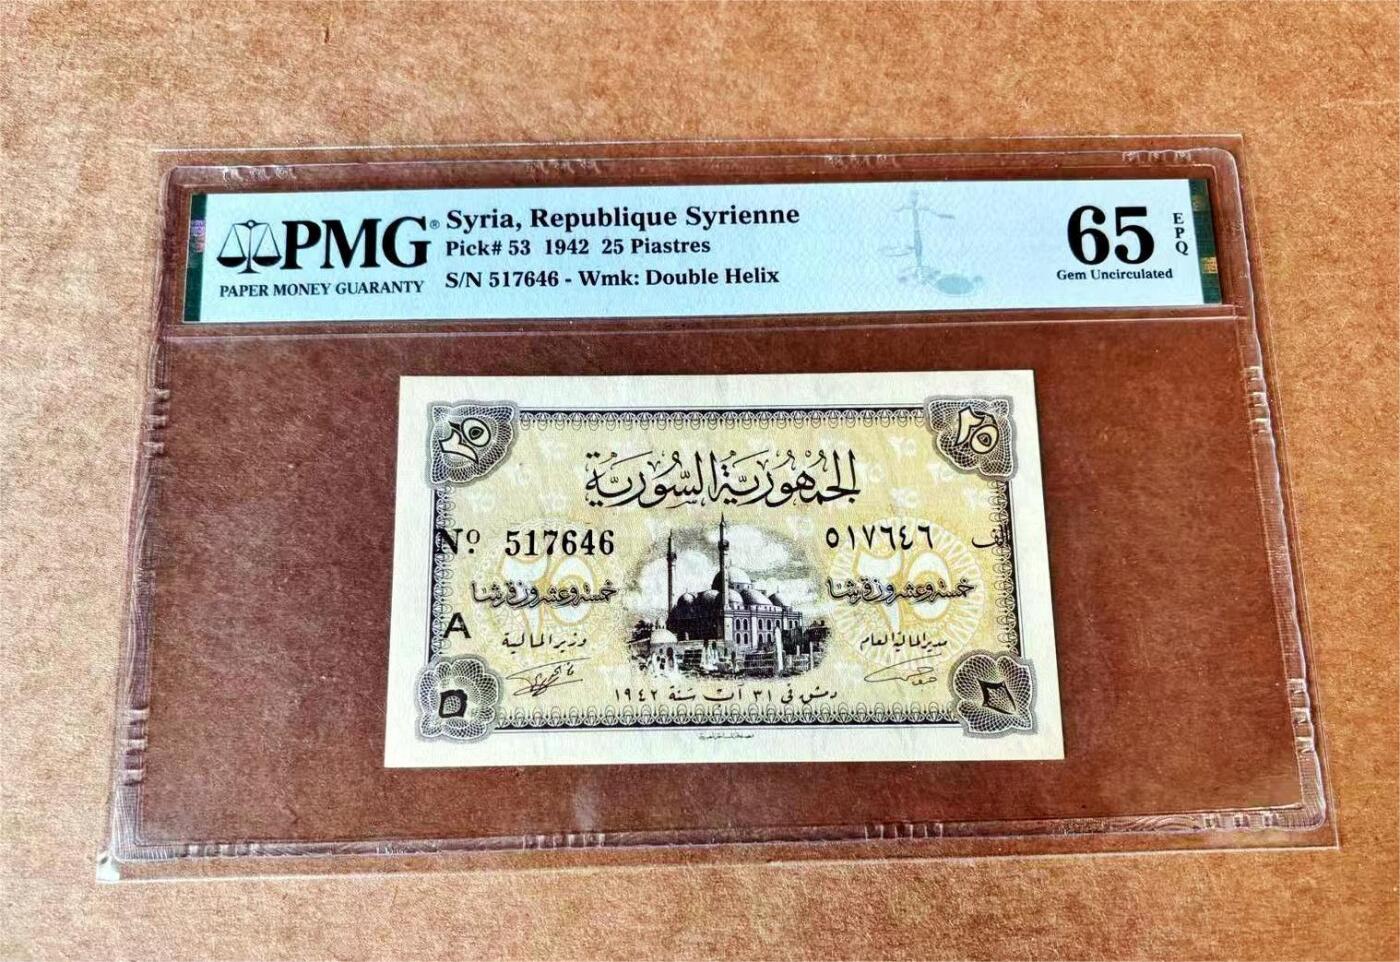 PMG®
PAPER MONEY GUARANTY
Syria, Republique Syrienne
Pick# 53 1942 25 Piastres
S/N 517646 - Wmk: Double Helix
65
EPQ
Gem Uncirculated
٢٥ ٢٥
الجمهورية السورية
Nº 517646 ٥١٧٦٤٦
خمسة وعشرون قرشا خمسة وعشرون قرشا
A
وزير المالية مدير المالية العام
دمشق في ٣١ آب سنة ١٩٤٢